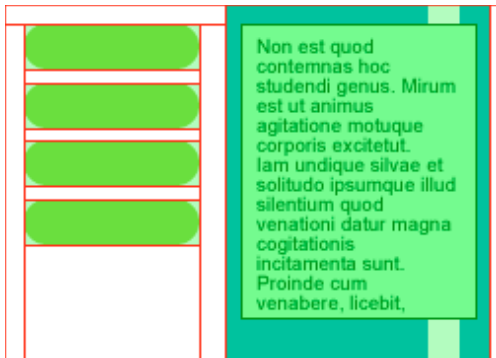 Non est quod
contemnas hoc
studendi genus. Mirum
est ut animus
agitatione motuque
corporis excitetut.
Iam undique silvae et
solitudo ipsumque illud
silentium quod
venationi datur magna
cogitationis
incitamenta sunt.
Proinde cum
venabere, licebit,